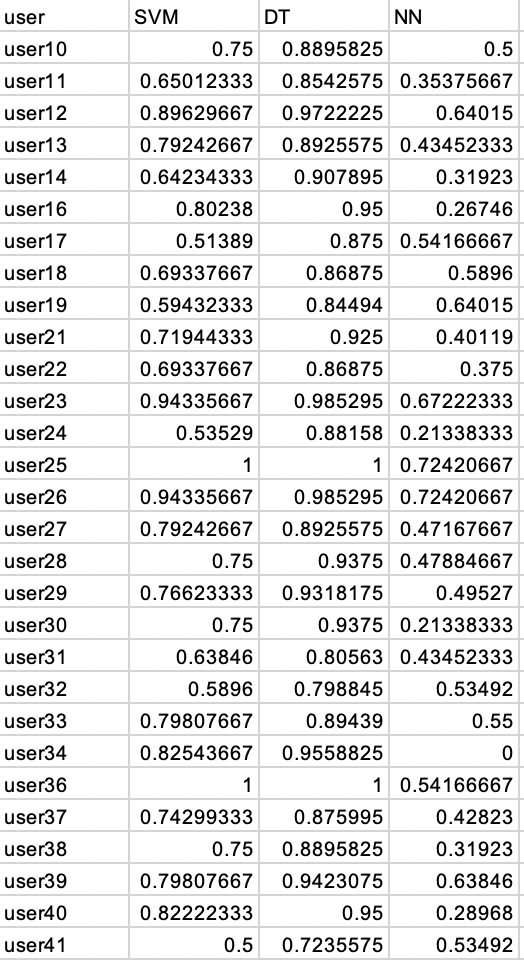 user SVM DT NN
user10 0.75 0.8895825 0.5
user11 0.65012333 0.8542575 0.35375667
user12 0.89629667 0.9722225 0.64015
user13 0.79242667 0.8925575 0.43452333
user14 0.64234333 0.907895 0.31923
user16 0.80238 0.95 0.26746
user17 0.51389 0.875 0.54166667
user18 0.69337667 0.86875 0.5896
user19 0.59432333 0.84494 0.64015
user21 0.71944333 0.925 0.40119
user22 0.69337667 0.86875 0.375
user23 0.94335667 0.985295 0.67222333
user24 0.53529 0.88158 0.21338333
user25 1 1 0.72420667
user26 0.94335667 0.985295 0.72420667
user27 0.79242667 0.8925575 0.47167667
user28 0.75 0.9375 0.47884667
user29 0.76623333 0.9318175 0.49527
user30 0.75 0.9375 0.21338333
user31 0.63846 0.80563 0.43452333
user32 0.5896 0.798845 0.53492
user33 0.79807667 0.89439 0.55
user34 0.82543667 0.9558825 0
user36 1 1 0.54166667
user37 0.74299333 0.875995 0.42823
user38 0.75 0.8895825 0.31923
user39 0.79807667 0.9423075 0.63846
user40 0.82222333 0.95 0.28968
user41 0.5 0.7235575 0.53492